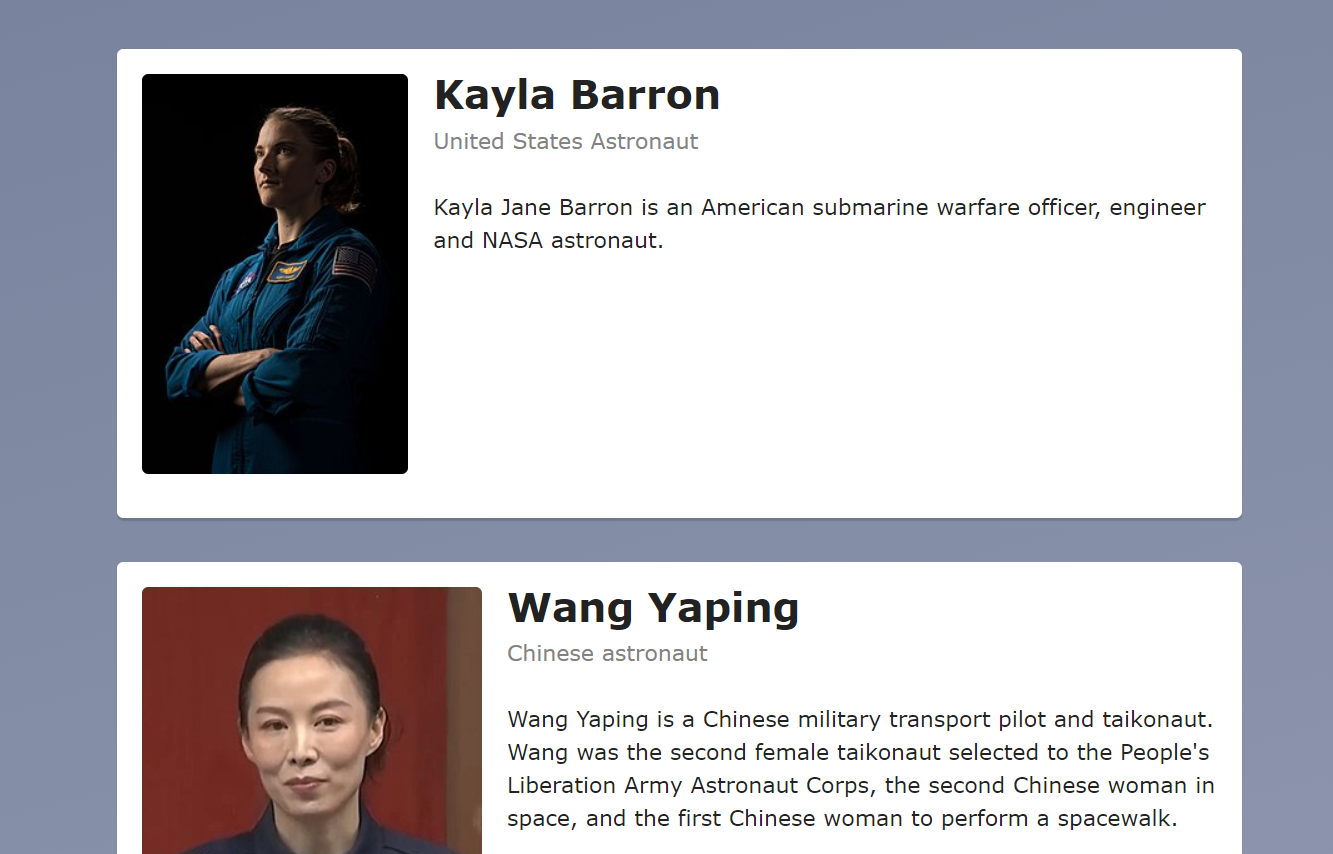 Kayla Barron
United States Astronaut
Kayla Jane Barron is an American submarine warfare officer, engineer
and NASA astronaut.
Wang Yaping
Chinese astronaut
Wang Yaping is a Chinese military transport pilot and taikonaut.
Wang was the second female taikonaut selected to the People's
Liberation Army Astronaut Corps, the second Chinese woman in
space, and the first Chinese woman to perform a spacewalk.